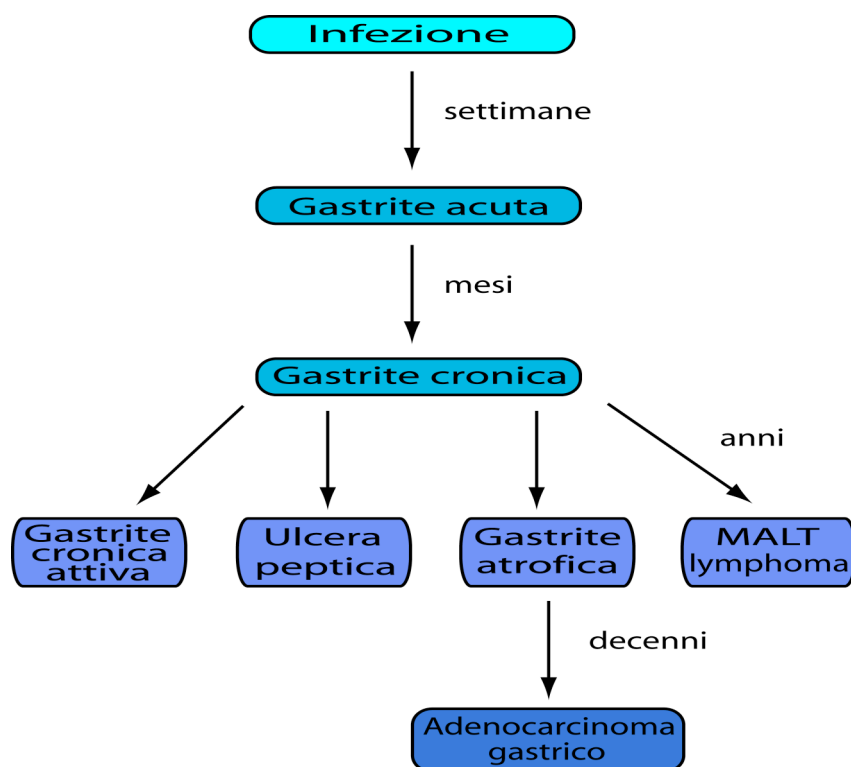 Infezione
settimane
Gastrite acuta
mesi
Gastrite cronica
anni
Gastrite
cronica
attiva
Ulcera
peptica
Gastrite
atrofica
MALT
lymphoma
decenni
Adenocarcinoma
gastrico